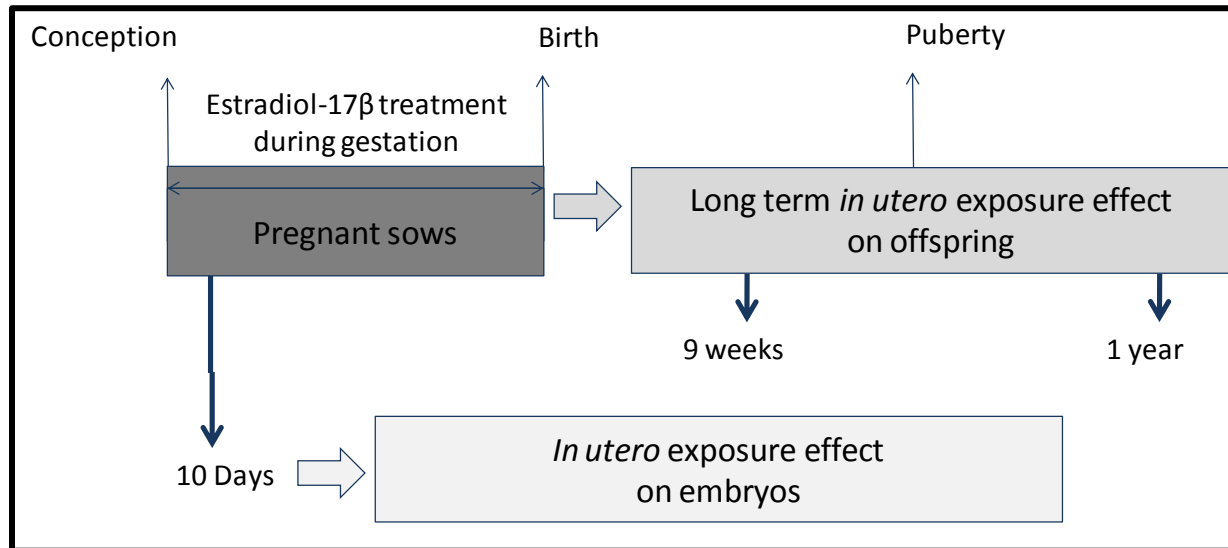 Conception
Birth
Puberty
Estradiol-17β treatment
during gestation
Pregnant sows
Long term in utero exposure effect
on offspring
9 weeks
1 year
10 Days
In utero exposure effect
on embryos